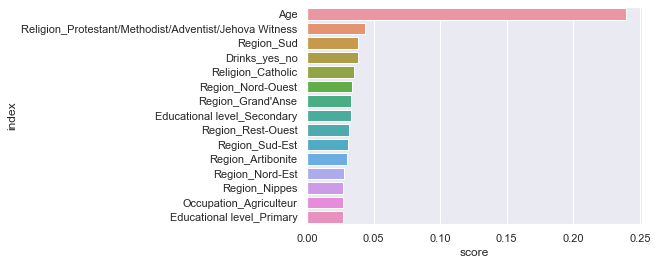 Age
Religion_Protestant/Methodist/Adventist/Jehova Witness
Region_Sud
Drinks_yes_no
Religion_Catholic
Region_Nord-Ouest
Region_Grand'Anse
Educational level_Secondary
Region_Rest-Ouest
Region_Sud-Est
Region_Artibonite
Region_Nord-Est
Region_Nippes
Occupation_Agriculteur
Educational level_Primary
index
0.00 0.05 0.10 0.15 0.20 0.25
score